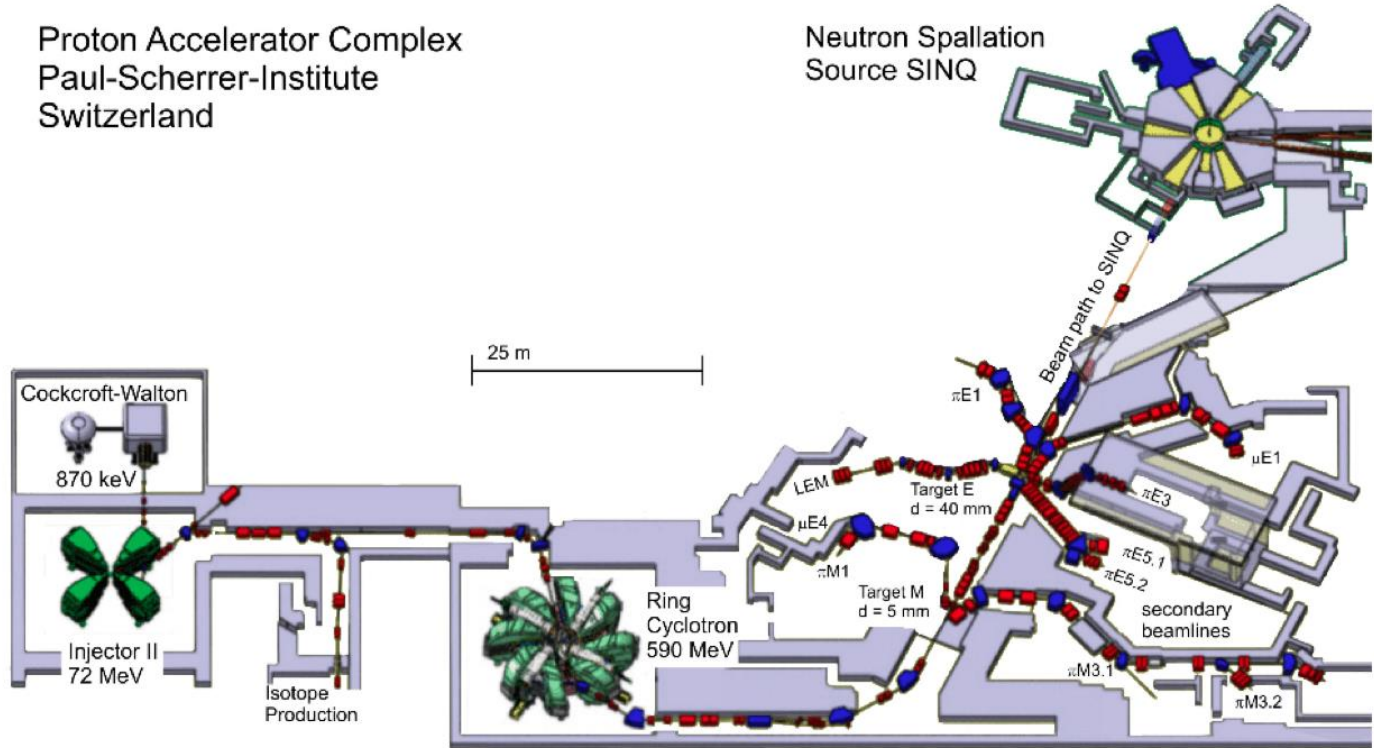 Proton Accelerator Complex
Paul-Scherrer-Institute
Switzerland
Neutron Spallation
Source SINQ
Beam path to SINQ
25 m
Cockcroft-Walton
870 keV
πE1
μE1
LEM
Target E
d = 40 mm
πE3
μE4
πM1
πE5.1
πE5.2
Target M
d = 5 mm
Ring
Cyclotron
590 MeV
secondary
beamlines
Injector II
72 MeV
Isotope
Production
πM3.1
πM3.2